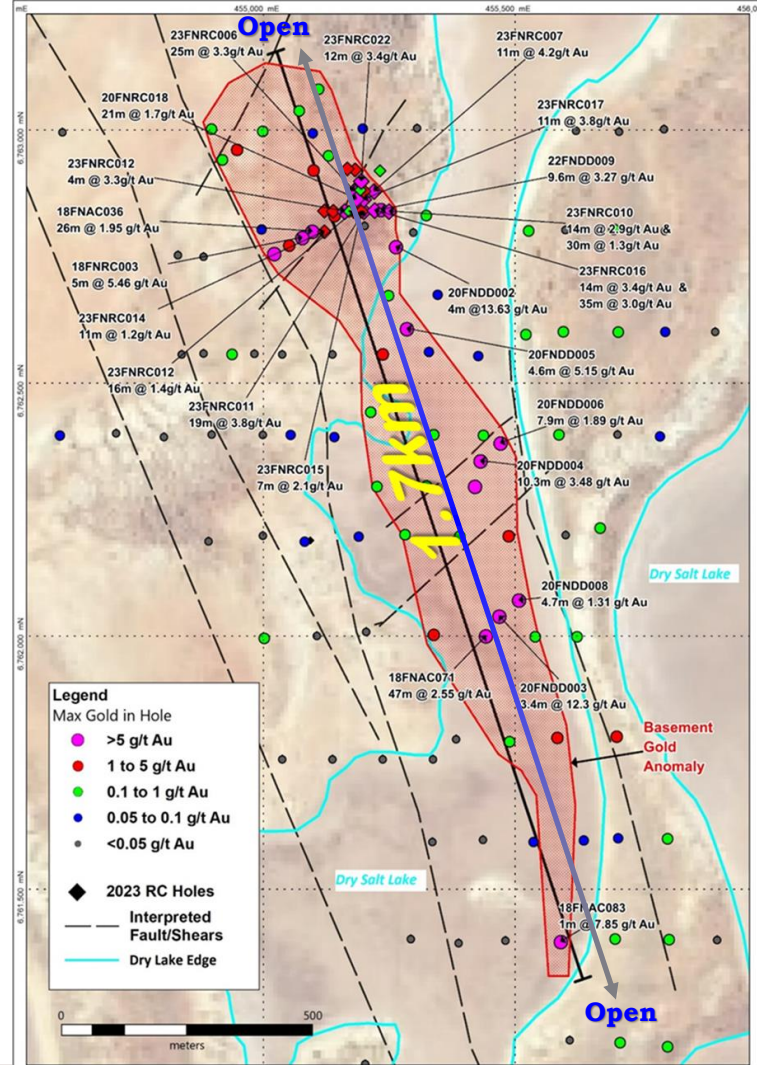 mE
455,000 mE
455,500 mE
456,0
Open
23FNRC006
25m @ 3.3g/t Au
23FNRC022
12m @ 3.4g/t Au
23FNRC007
11m @ 4.2g/t Au
20FNRC018
21m @ 1.7g/t Au
23FNRC017
11m @ 3.8g/t Au
6,763,000 mN
23FNRC012
4m @ 3.3g/t Au
22FNDD009
9.6m @ 3.27 g/t Au
18FNAC036
26m @ 1.95 g/t Au
23FNRC010
14m @ 2.9g/t Au &
30m @ 1.3g/t Au
18FNRC003
5m @ 5.46 g/t Au
23FNRC016
14m @ 3.4g/t Au &
35m @ 3.0g/t Au
20FNDD002
4m @13.63 g/t Au
23FNRC014
11m @ 1.2g/t Au
20FNDD005
4.6m @ 5.15 g/t Au
23FNRC012
16m @ 1.4g/t Au
6,762,500 mN
23FNRC011
19m @ 3.8g/t Au
20FNDD006
7.9m @ 1.89 g/t Au
1.7km
23FNRC015
7m @ 2.1g/t Au
20FNDD004
10.3m @ 3.48 g/t Au
Dry Salt Lake
20FNDD008
4.7m @ 1.31 g/t Au
6,762,000 mN
18FNAC071
47m @ 2.55 g/t Au
20FNDD003
3.4m @ 12.3 g/t Au
Basement
Gold
Anomaly
Legend
Max Gold in Hole
>5 g/t Au
1 to 5 g/t Au
0.1 to 1 g/t Au
0.05 to 0.1 g/t Au
<0.05 g/t Au
2023 RC Holes
Interpreted
Fault/Shears
Dry Lake Edge
Dry Salt Lake
6,761,500 mN
18FNAC083
1m @ 7.85 g/t Au
Open
0
500
meters